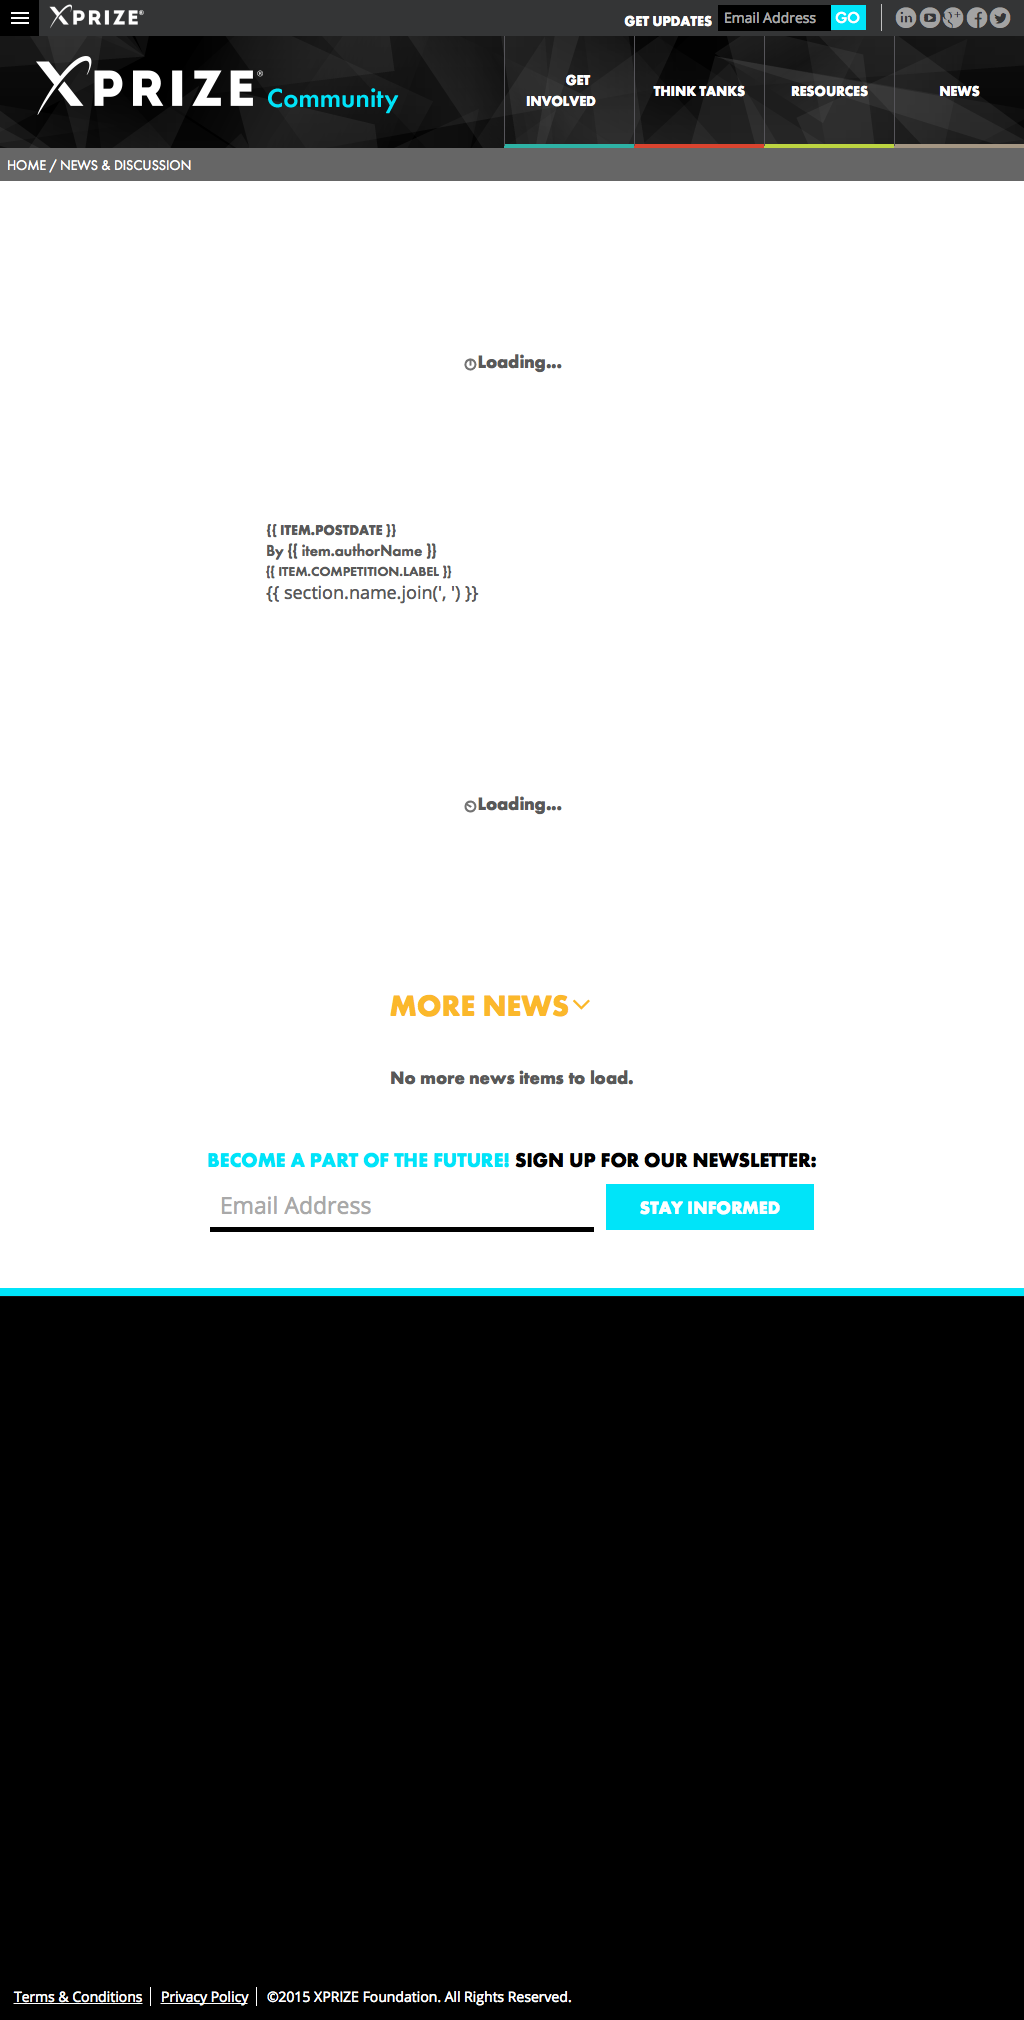 XPRIZE®
GET UPDATES Email Address GO
XPRIZE® Community
GET
INVOLVED
THINK TANKS
RESOURCES
NEWS
HOME / NEWS & DISCUSSION
Loading...
{{ ITEM.POSTDATE }}
By {{ item.authorName }}
{{ ITEM.COMPETITION.LABEL }}
{{ section.name.join(', ') }}
Loading...
MORE NEWS
No more news items to load.
BECOME A PART OF THE FUTURE! SIGN UP FOR OUR NEWSLETTER:
Email Address STAY INFORMED
Terms & Conditions Privacy Policy ©2015 XPRIZE Foundation. All Rights Reserved.